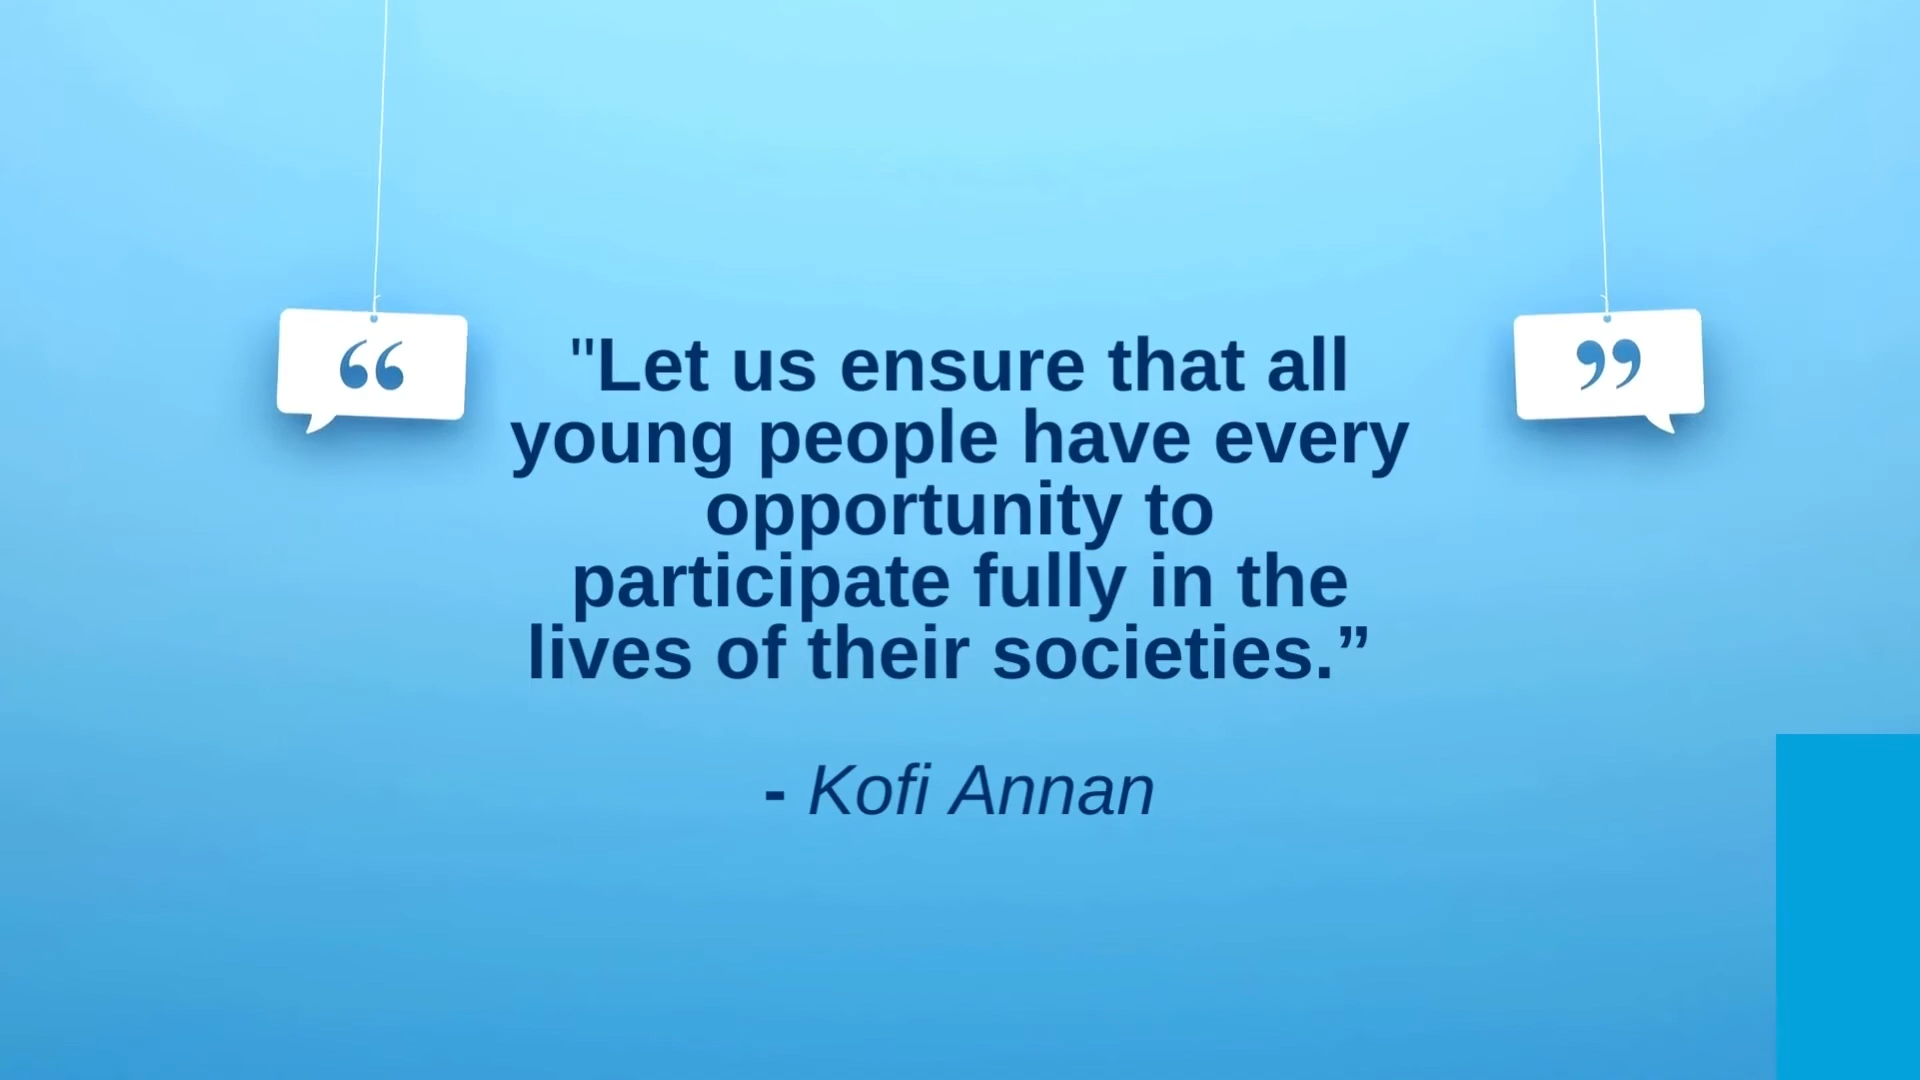 “
"Let us ensure that all
young people have every
opportunity to
participate fully in the
lives of their societies.”
- Kofi Annan
”